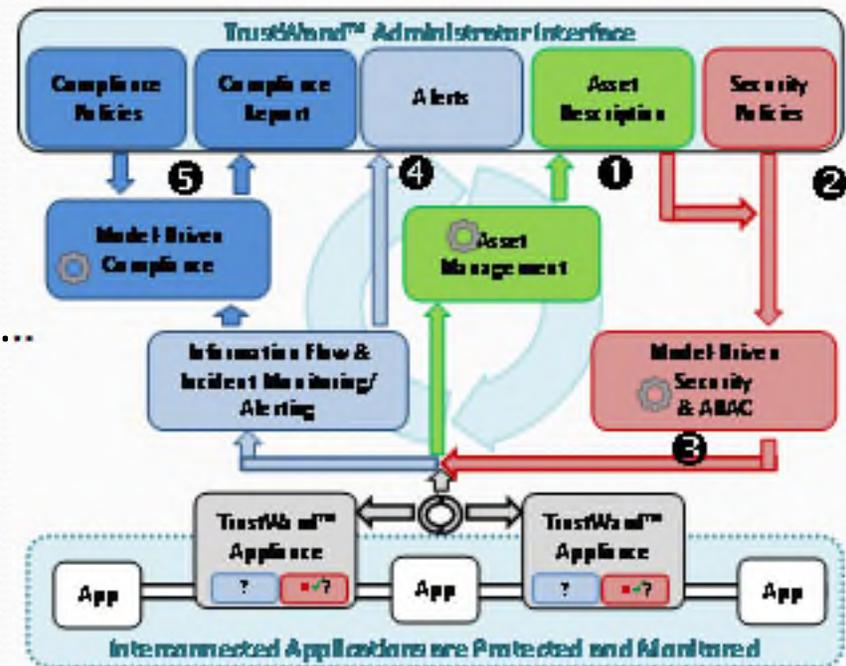 TrustWand™ Administrator Interface
Compliance
Policies
Compliance
Report
Alerts
Asset
Description
Security
Policies
5
4
1
2
Model-Driven
Compliance
Asset
Management
...
Information Flow &
Incident Monitoring/
Alerting
Model-Driven
Security
& ABAC
3
TrustWand™
Appliance
TrustWand™
Appliance
App
?
✓?
App
?
✓?
App
Interconnected Applications are Protected and Monitored